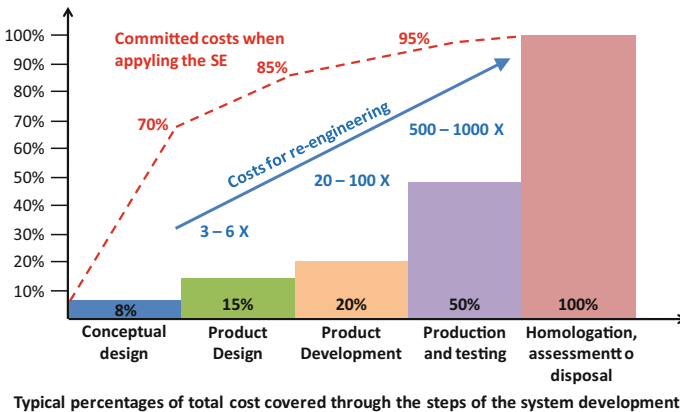 100%
90%
80%
70%
60%
50%
40%
30%
20%
10%
Committed costs when
appyling the SE
70%
85%
95%
Costs for re-engineering
3 – 6 X
20 – 100 X
500 – 1000 X
8%
15%
20%
50%
100%
Conceptual
design
Product
Design
Product
Development
Production
and testing
Homologation,
assessment o
disposal
Typical percentages of total cost covered through the steps of the system development